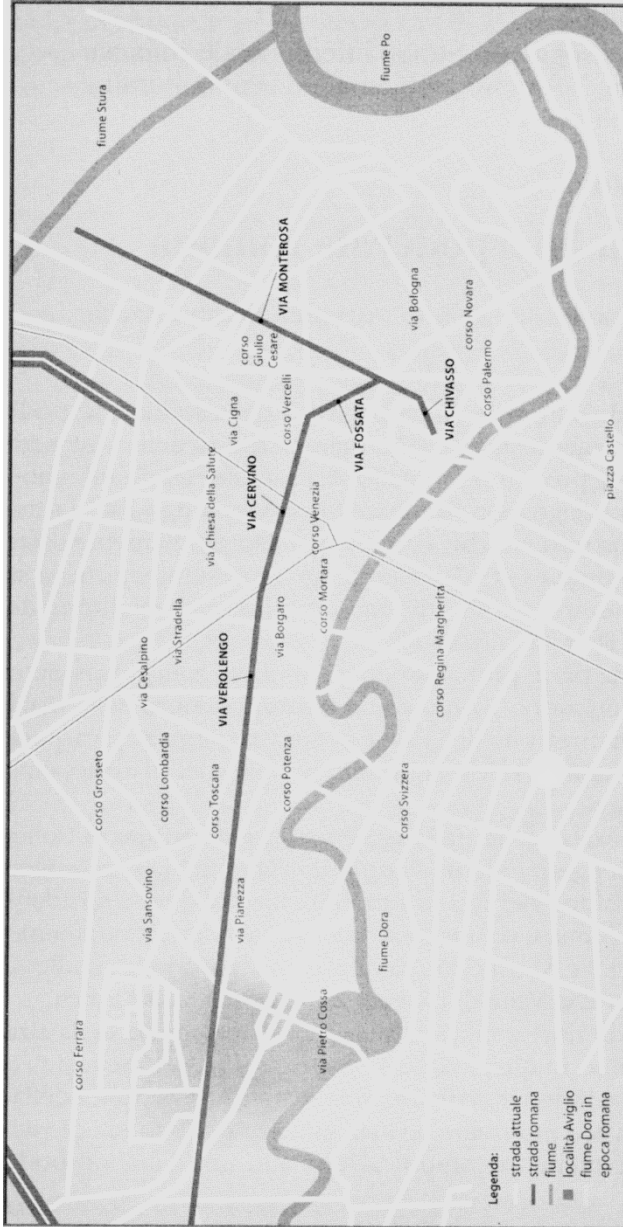 fiume Stura
fiume Po
corso Giulio Cesare
VIA MONTEROSA
via Cigna
corso Vercelli
via Bologna
corso Novara
corso Palermo
VIA CHIVASSO
VIA FOSSATA
via Chiesa della Salute
VIA CERVINO
corso Venezia
piazza Castello
via Cesalpino
via Stradella
VIA VEROLENGO
via Borgaro
corso Mortara
corso Regina Margherita
corso Grosseto
corso Lombardia
corso Toscana
corso Potenza
corso Svizzera
via Sansovino
via Pianezza
fiume Dora
corso Ferrara
via Pietro Cossa
Legenda:
strada attuale
strada romana
fiume
località Aviglio
fiume Dora in
epoca romana